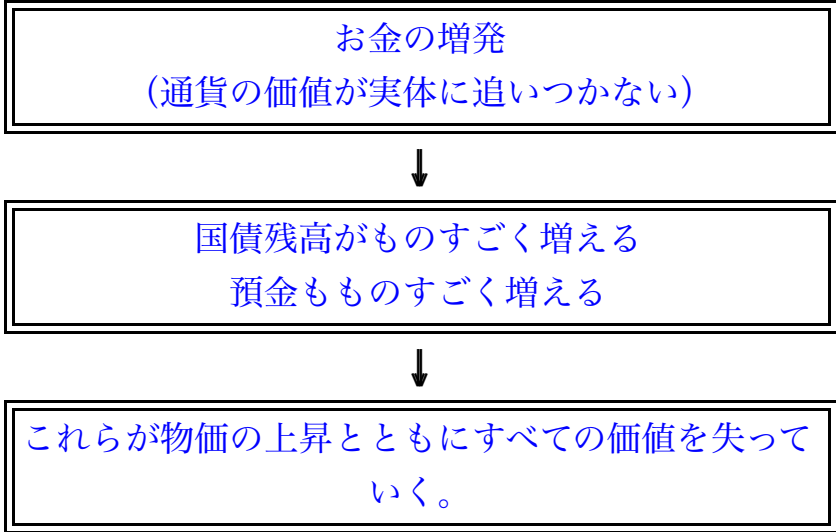 お金の増発
（通貨の価値が実体に追いつかない）
⇓
国債残高がものすごく増える
預金もものすごく増える
⇓
これらが物価の上昇とともにすべての価値を失って
いく。